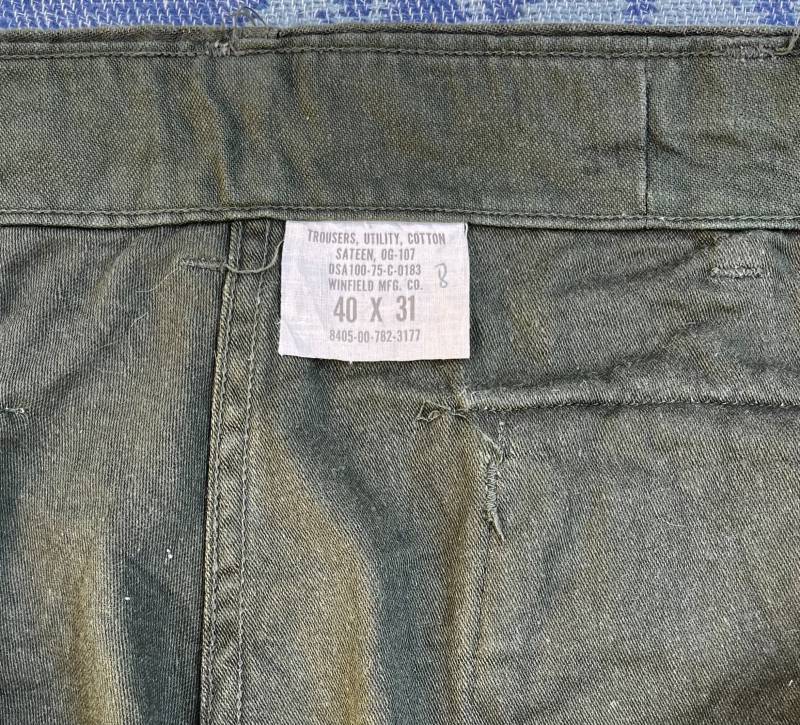 TROUSERS, UTILITY, COTTON
SATEEN, OG-107
DSA100-75-C-0183
WINFIELD MFG. CO. 8
40 X 31
8405-00-782-3177